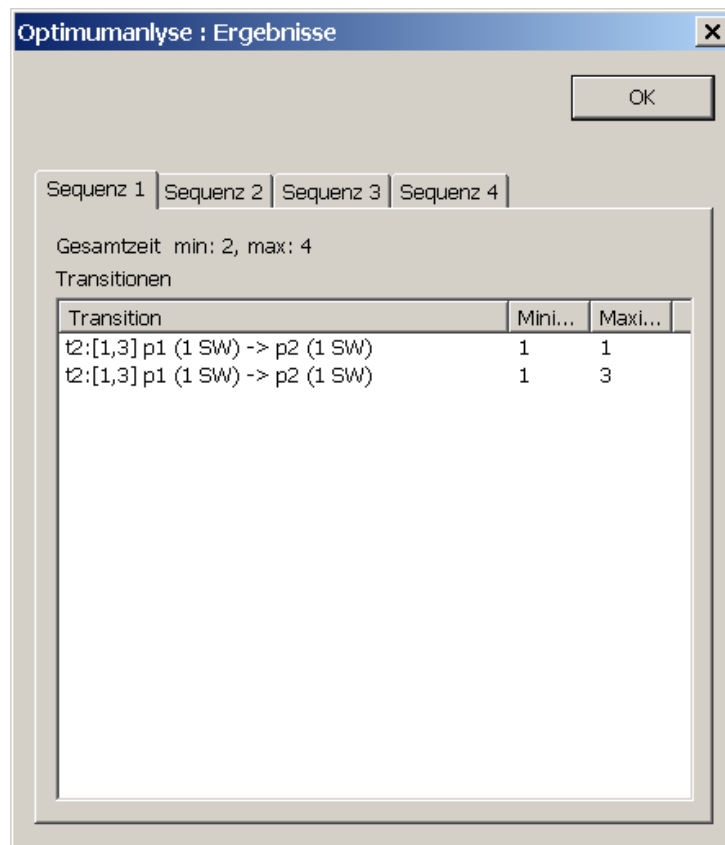 Optimumanlyse : Ergebnisse
OK
Sequenz 1 Sequenz 2 Sequenz 3 Sequenz 4
Gesamtzeit min: 2, max: 4
Transitionen
Transition Mini... Maxi...
t2:[1,3] p1 (1 SW) -> p2 (1 SW) 1 1
t2:[1,3] p1 (1 SW) -> p2 (1 SW) 1 3